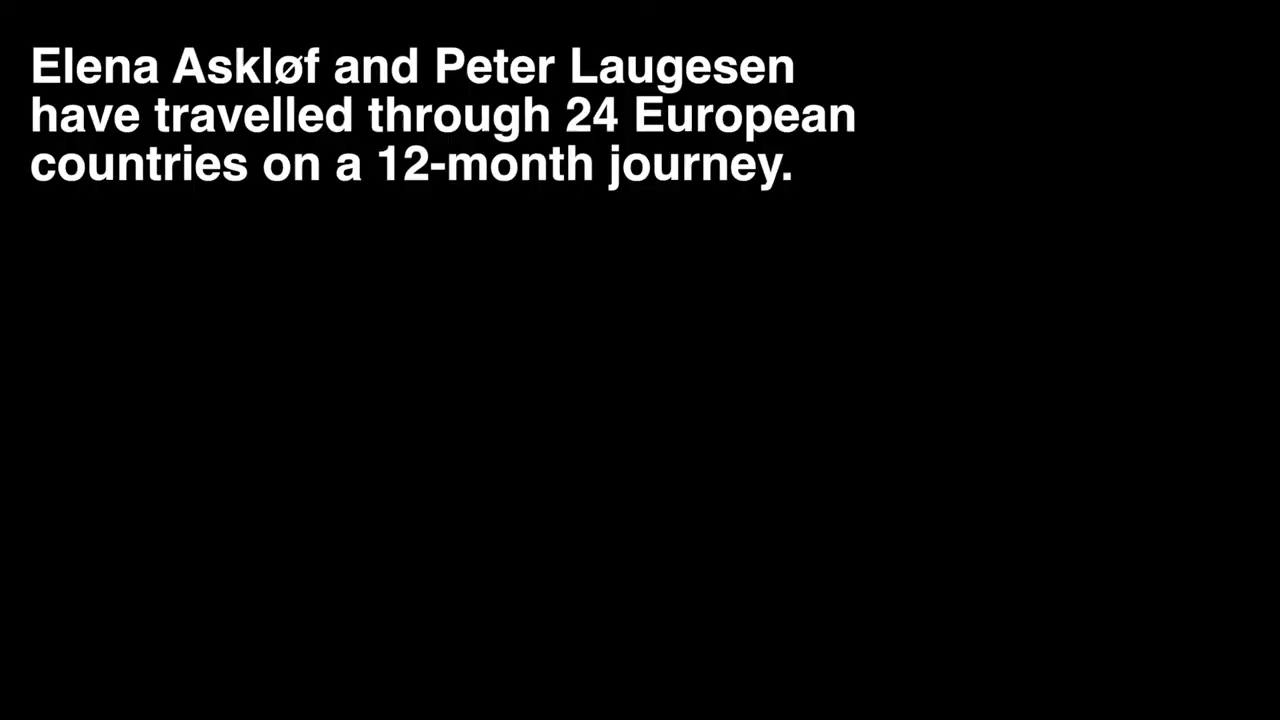 Elena Askløf and Peter Laugesen
have travelled through 24 European
countries on a 12-month journey.